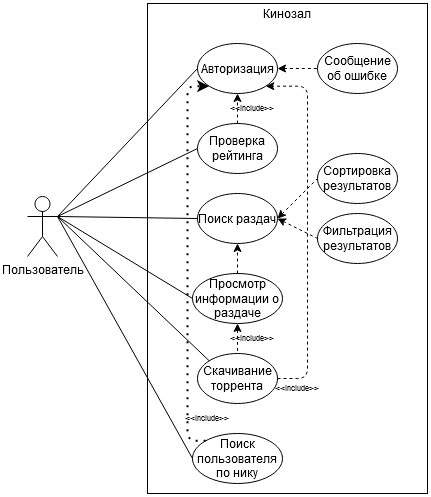 Кинозал
Авторизация
Сообщение
об ошибке
<<include>>
Проверка
рейтинга
Сортировка
результатов
Поиск раздач
Фильтрация
результатов
Пользователь
Просмотр
информации о
раздаче
<<include>>
Скачивание
торрента
<<include>>
<<include>>
Поиск
пользователя
по нику